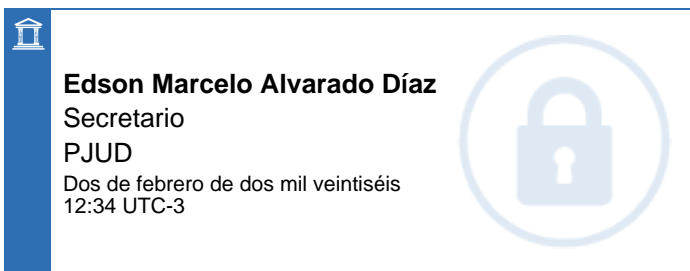 Edson Marcelo Alvarado Díaz
Secretario
PJUD
Dos de febrero de dos mil veintiséis
12:34 UTC-3